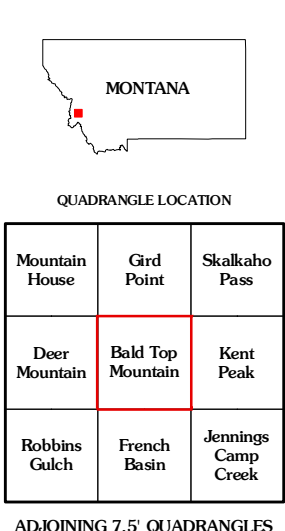 MONTANA
QUADRANGLE LOCATION
Mountain
House
Gird
Point
Skalkaho
Pass
Deer
Mountain
Bald Top
Mountain
Kent
Peak
Robbins
Gulch
French
Basin
Jennings
Camp
Creek
ADJOINING 7.5' QUADRANGLES